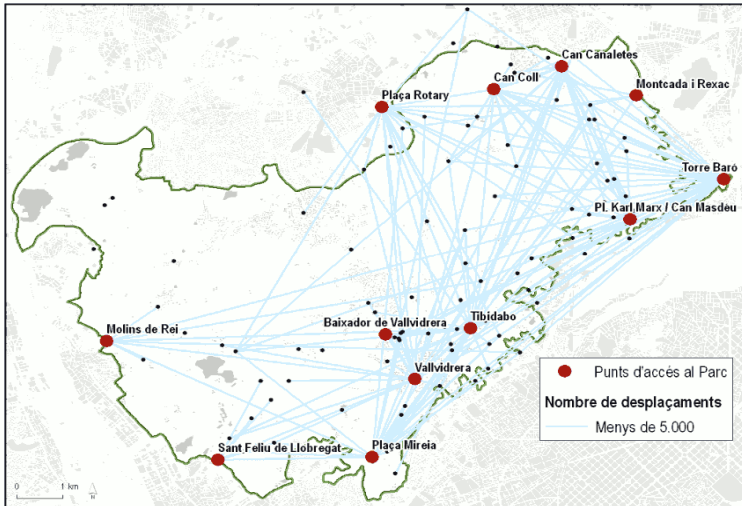 Can Canaletes
Can Coll
Montcada i Rexac
Plaça Rotary
Torre Baró
Pl. Karl Marx / Can Masdeu
Tibidabo
Baixador de Vallvidrera
Molins de Rei
Vallvidrera
Punts d'accés al Parc
Nombre de desplaçaments
Menys de 5.000
Sant Feliu de Llobregat
Plaça Mireia
0 1 km